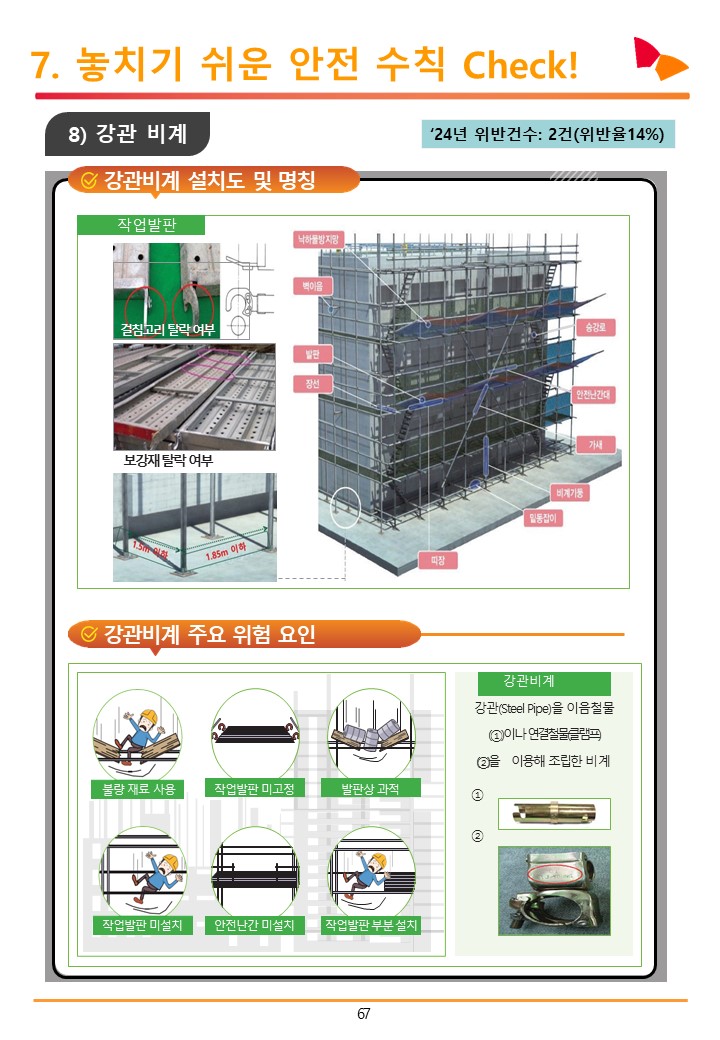 7. 놓치기 쉬운 안전 수칙 Check!
8) 강관 비계
‘24년 위반건수: 2건(위반율14%)
강관비계 설치도 및 명칭
작업발판
걸침고리 탈락 여부
보강재 탈락 여부
1.5m 이하
1.85m 이하
낙하물방지망
벽이음
발판
장선
승강로
안전난간대
가새
비계기둥
밑둥잡이
띠장
강관비계 주요 위험 요인
불량 재료 사용
작업발판 미고정
발판상 과적
작업발판 미설치
안전난간 미설치
작업발판 부분 설치
강관비계
강관(Steel Pipe)을 이음철물
(①)이나 연결철물(클램프)
②을 이용해 조립한 비계
①
②
67